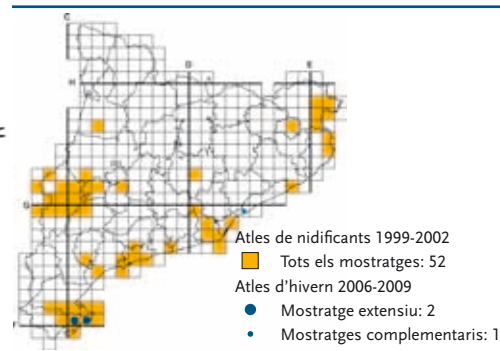 C
D
E
H
G
F
Atles de nidificants 1999-2002
Tots els mostratges: 52
Atles d'hivern 2006-2009
Mostratge extensiu: 2
Mostratges complementaris: 1